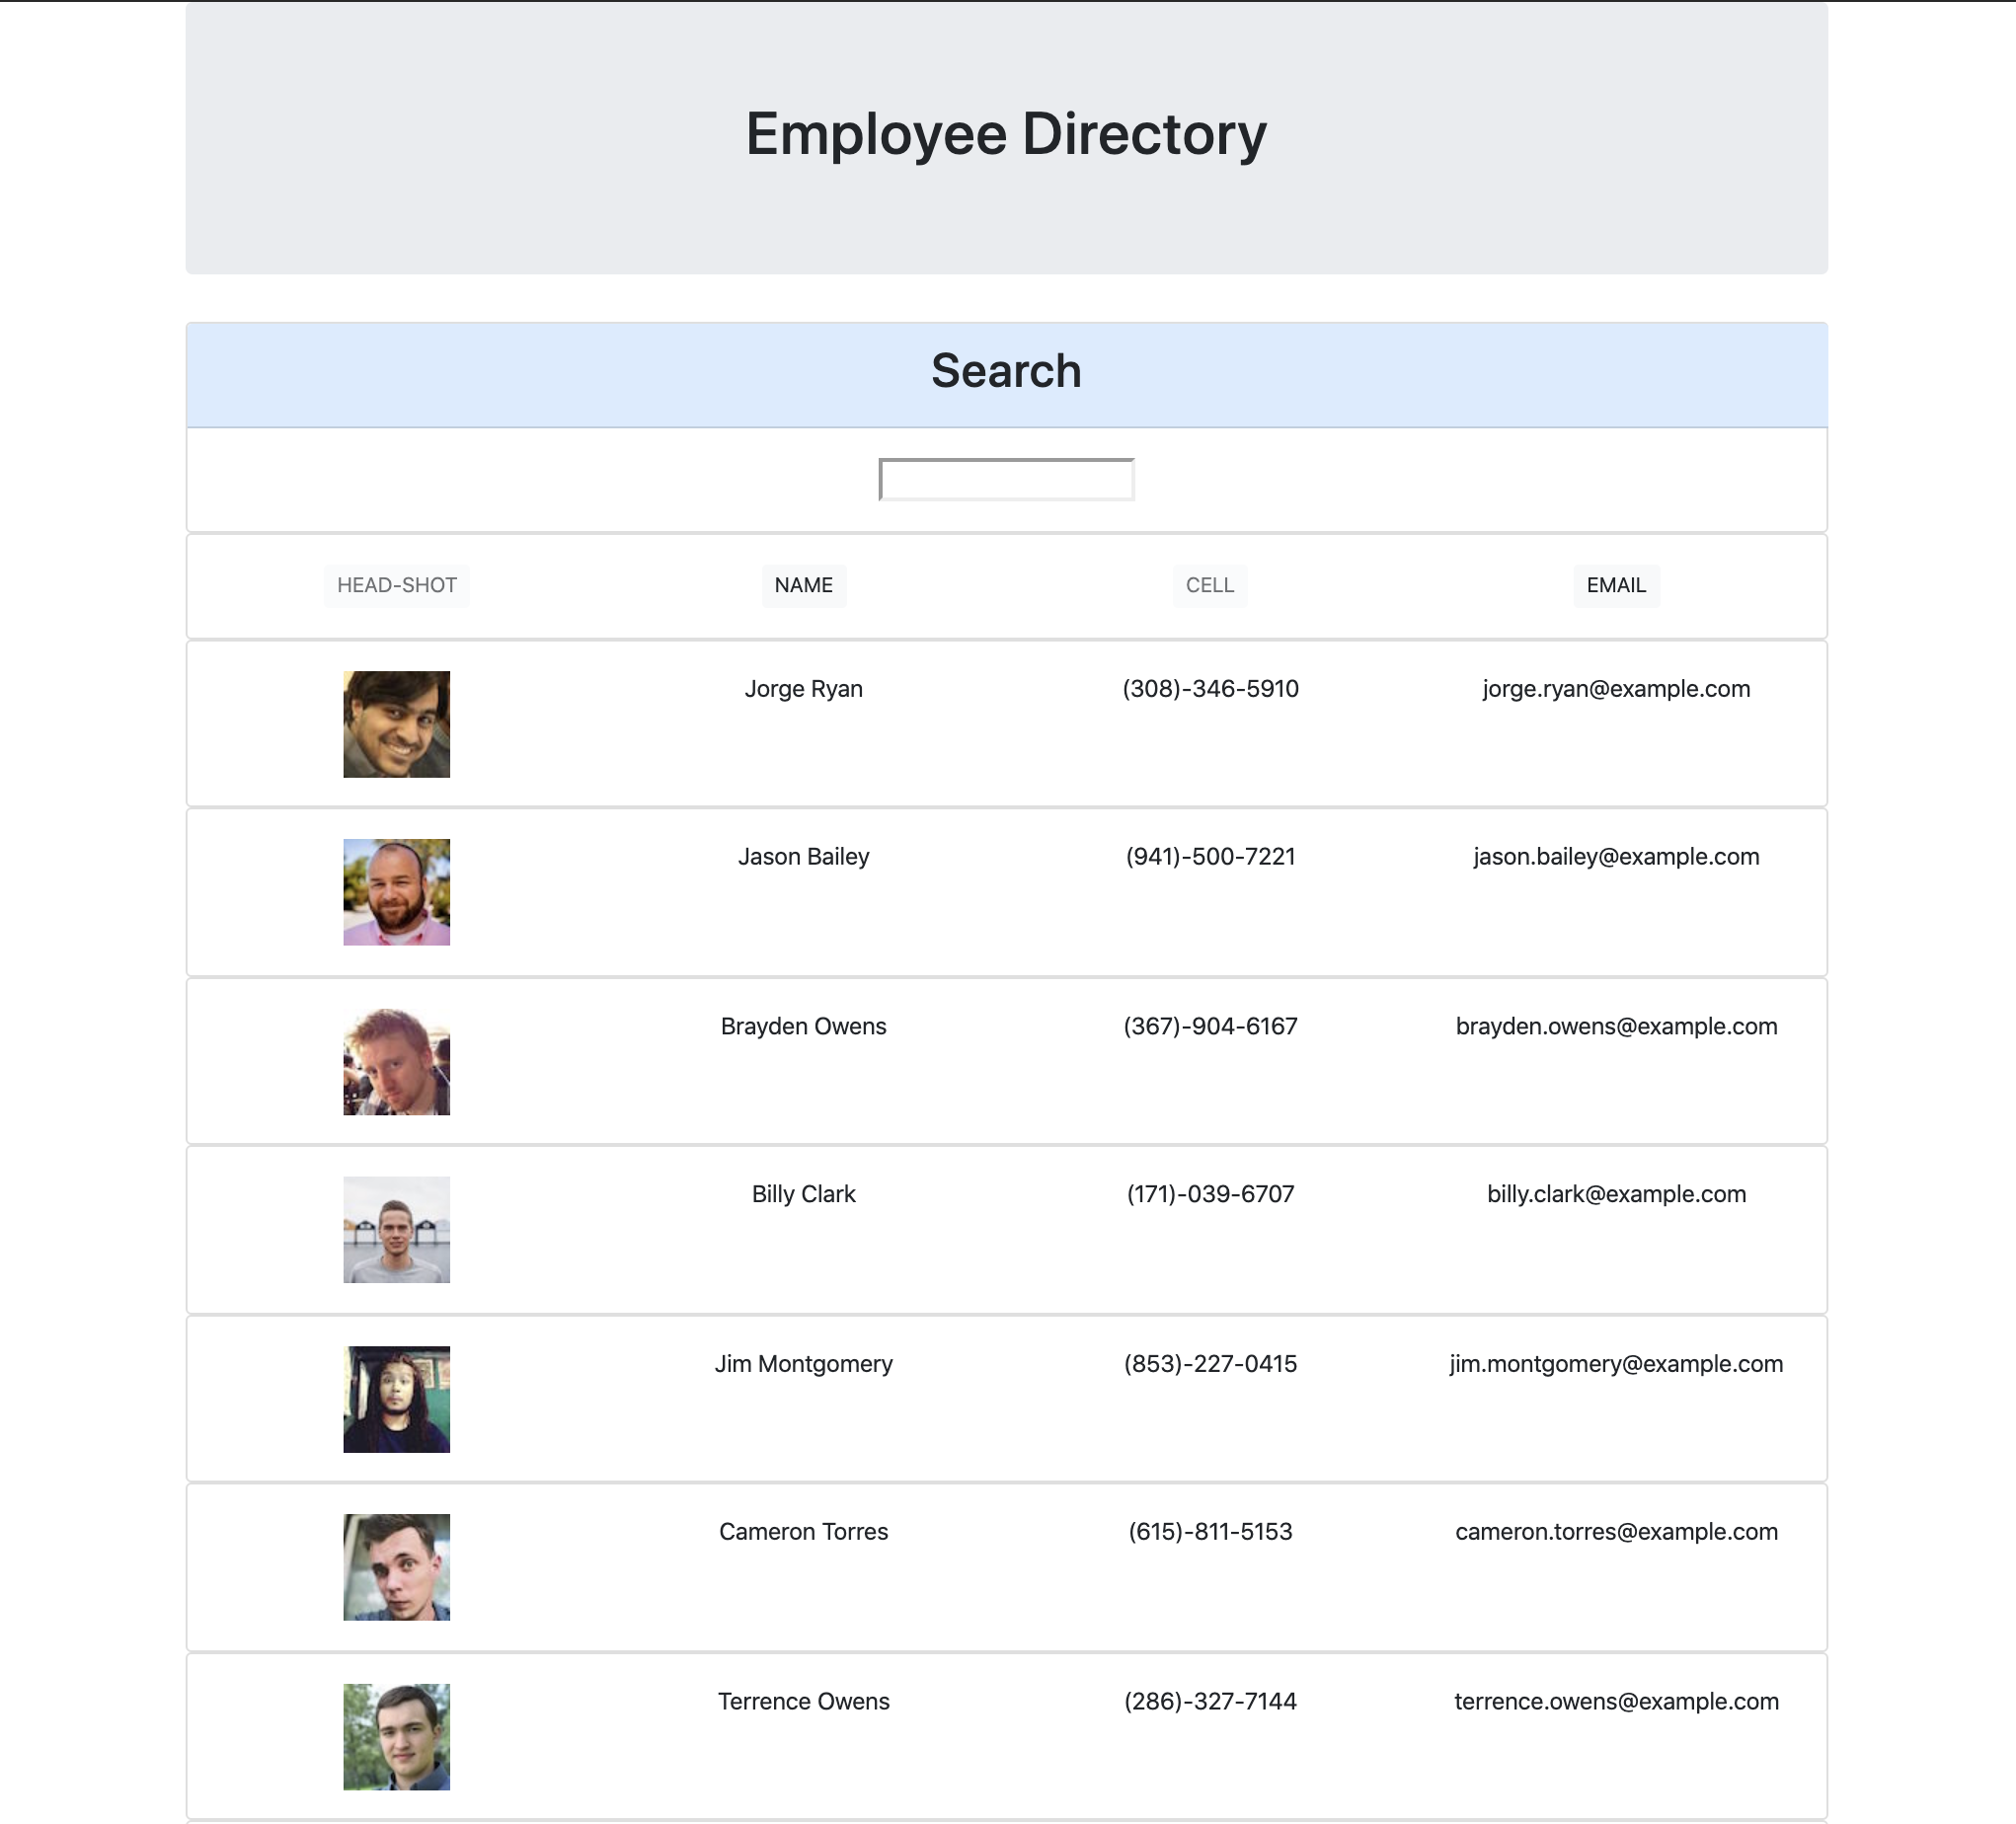 Employee Directory
Search
HEAD-SHOT NAME CELL EMAIL
Jorge Ryan (308)-346-5910 jorge.ryan@example.com
Jason Bailey (941)-500-7221 jason.bailey@example.com
Brayden Owens (367)-904-6167 brayden.owens@example.com
Billy Clark (171)-039-6707 billy.clark@example.com
Jim Montgomery (853)-227-0415 jim.montgomery@example.com
Cameron Torres (615)-811-5153 cameron.torres@example.com
Terrence Owens (286)-327-7144 terrence.owens@example.com